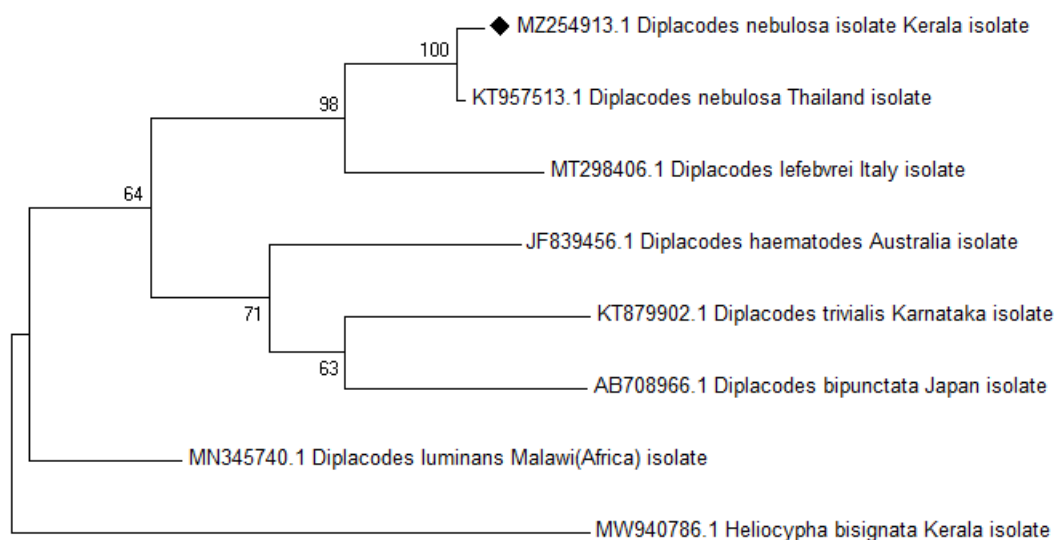 MZ254913.1 Diplacodes nebulosa isolate Kerala isolate
100
KT957513.1 Diplacodes nebulosa Thailand isolate
98
MT298406.1 Diplacodes lefebvrei Italy isolate
64
JF839456.1 Diplacodes haematodes Australia isolate
71
KT879902.1 Diplacodes trivialis Karnataka isolate
63
AB708966.1 Diplacodes bipunctata Japan isolate
MN345740.1 Diplacodes luminans Malawi(Africa) isolate
MW940786.1 Heliocypha bisignata Kerala isolate